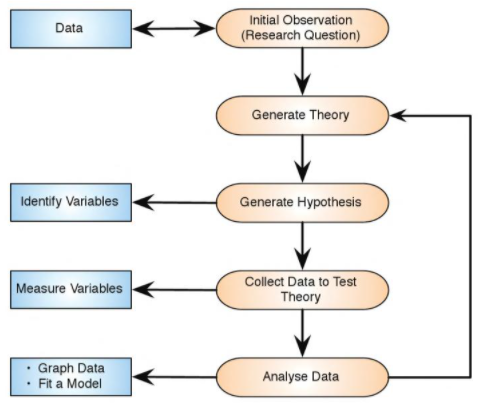 Data
Initial Observation
(Research Question)
Generate Theory
Identify Variables
Generate Hypothesis
Measure Variables
Collect Data to Test
Theory
• Graph Data
• Fit a Model
Analyse Data